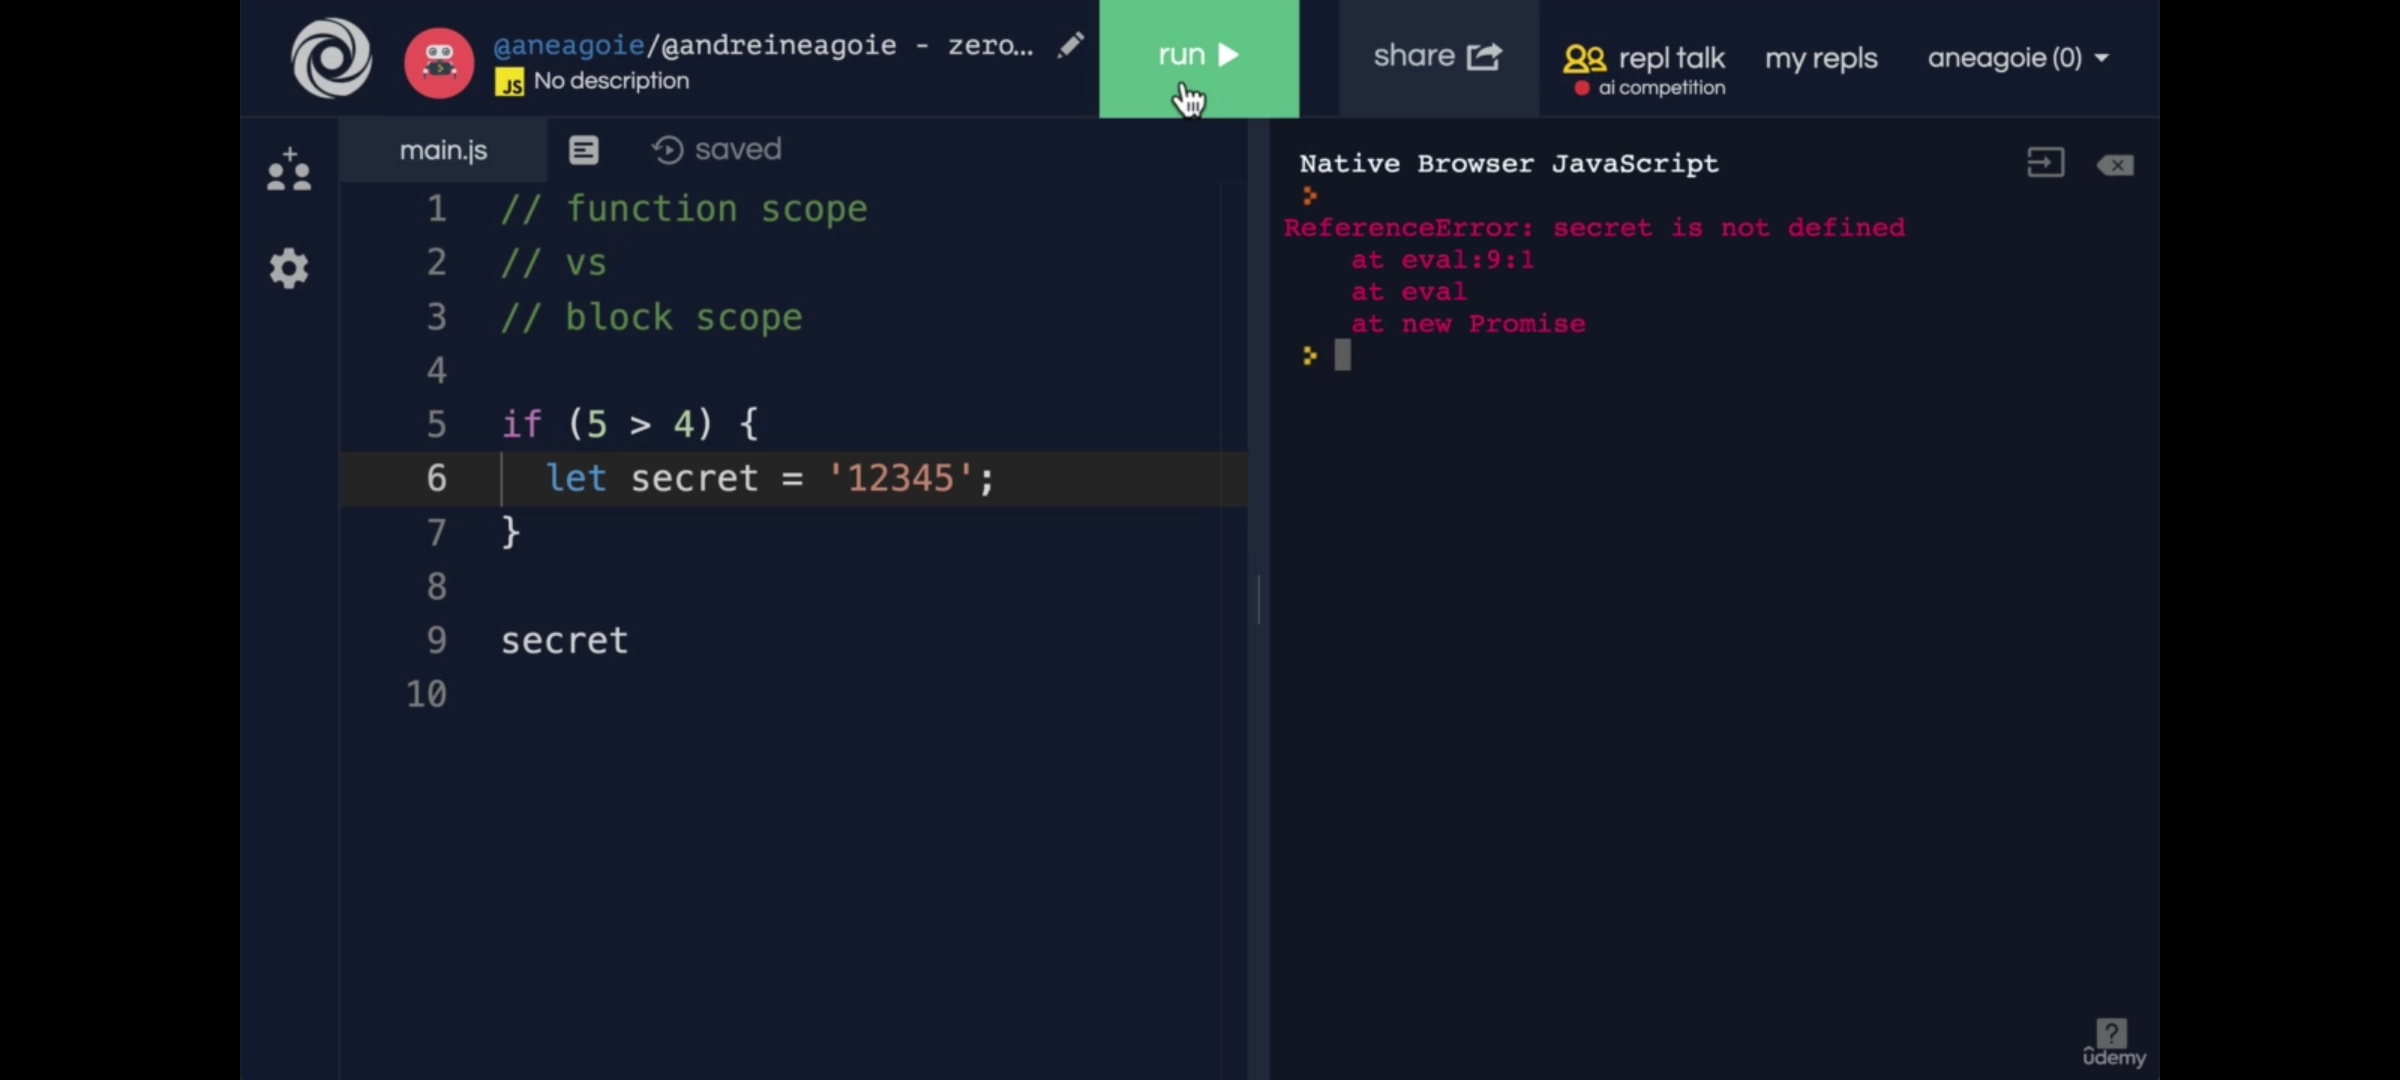 @aneagoie/@andreineagoie - zero...
JS No description
run
share
repl talk
ai competition
my repls
aneagoie (0)
main.js
saved
1 // function scope
2 // vs
3 // block scope
4
5 if (5 > 4) {
6 let secret = '12345';
7 }
8
9 secret
10
Native Browser JavaScript
ReferenceError: secret is not defined
at eval:9:1
at eval
at new Promise
?
ûdemy